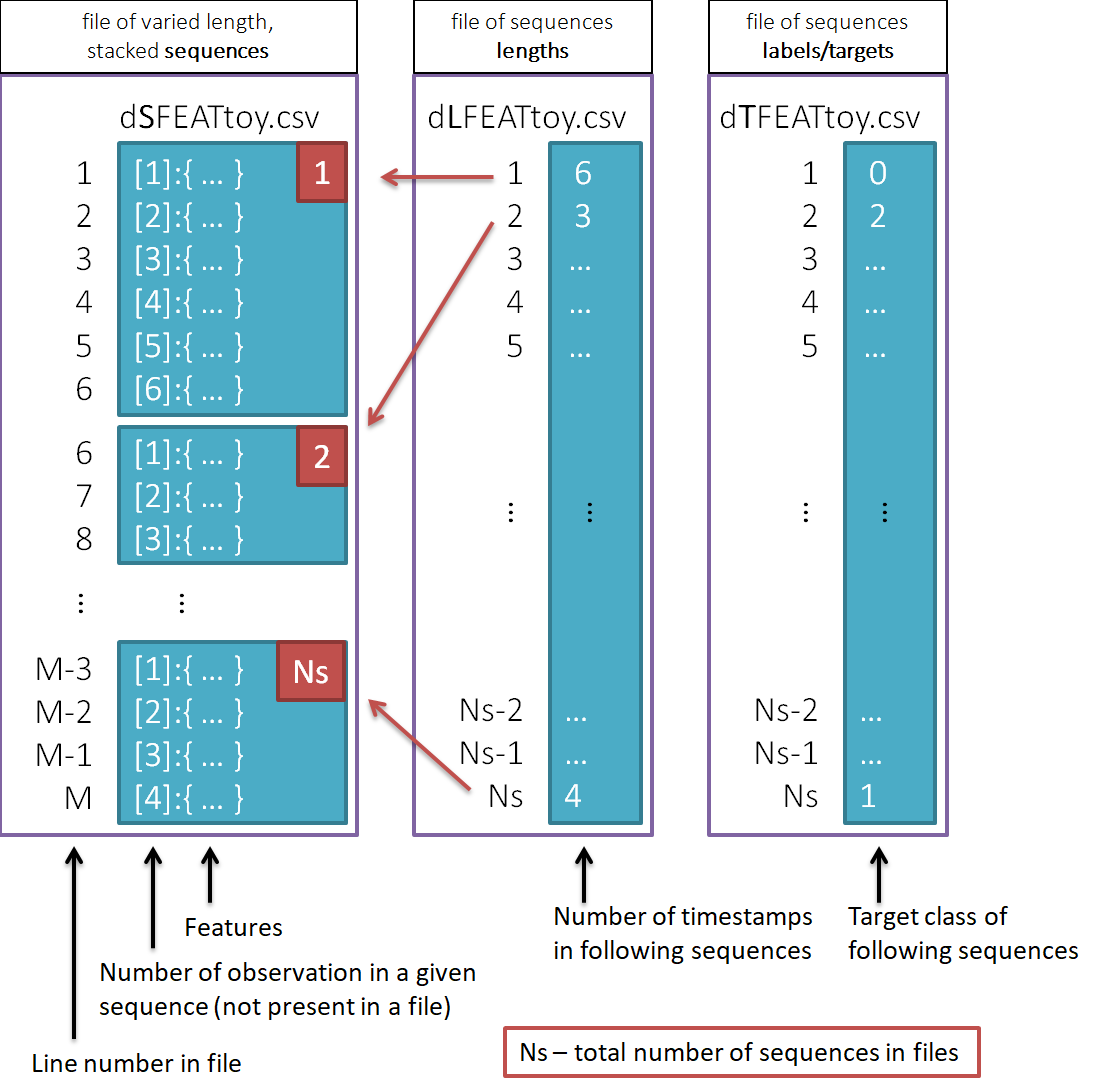 file of varied length,
stacked sequences
dSFEATtoy.csv
1 [1]:{ ... } 1
2 [2]:{ ... }
3 [3]:{ ... }
4 [4]:{ ... }
5 [5]:{ ... }
6 [6]:{ ... }
6 [1]:{ ... } 2
7 [2]:{ ... }
8 [3]:{ ... }
⋮ ⋮
M-3 [1]:{ ... } Ns
M-2 [2]:{ ... }
M-1 [3]:{ ... }
M [4]:{ ... }
file of sequences
lengths
dLFEATtoy.csv
1 6
2 3
3 ...
4 ...
5 ...
⋮ ⋮
Ns-2 ...
Ns-1 ...
Ns 4
file of sequences
labels/targets
dTFEATtoy.csv
1 0
2 2
3 ...
4 ...
5 ...
⋮ ⋮
Ns-2 ...
Ns-1 ...
Ns 1
Features
Number of observation in a given
sequence (not present in a file)
Line number in file
Number of timestamps
in following sequences
Target class of
following sequences
Ns – total number of sequences in files